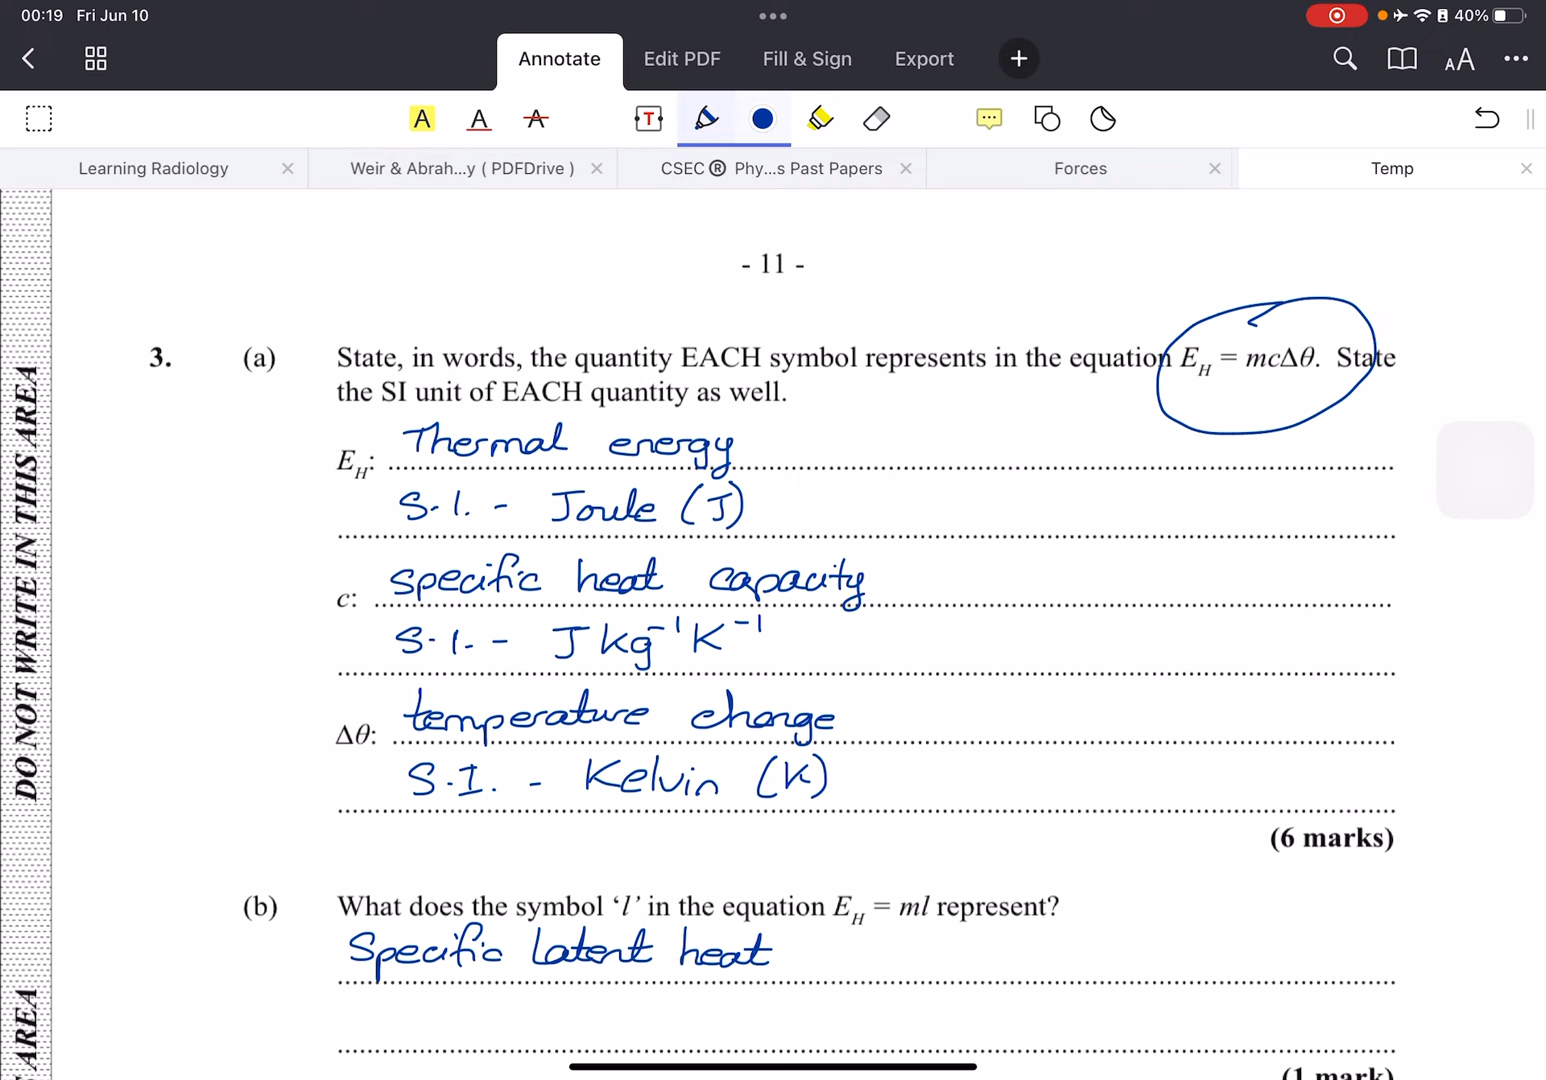 00:19 Fri Jun 10
40%
Annotate Edit PDF Fill & Sign Export +
AA
A A A T
Learning Radiology × Weir & Abrah...y ( PDFDrive ) × CSEC ® Phy...s Past Papers × Forces × Temp ×
- 11 -
3. (a) State, in words, the quantity EACH symbol represents in the equation E_H = mcΔθ. State
the SI unit of EACH quantity as well.
E_H: Thermal energy
S.I. - Joule (J)
c: specific heat capacity
S.I. - J kg⁻¹K⁻¹
Δθ: temperature change
S.I. - Kelvin (K)
(6 marks)
(b) What does the symbol ‘l’ in the equation E_H = ml represent?
Specific latent heat
(1 mark)
DO NOT WRITE IN THIS AREA
AREA